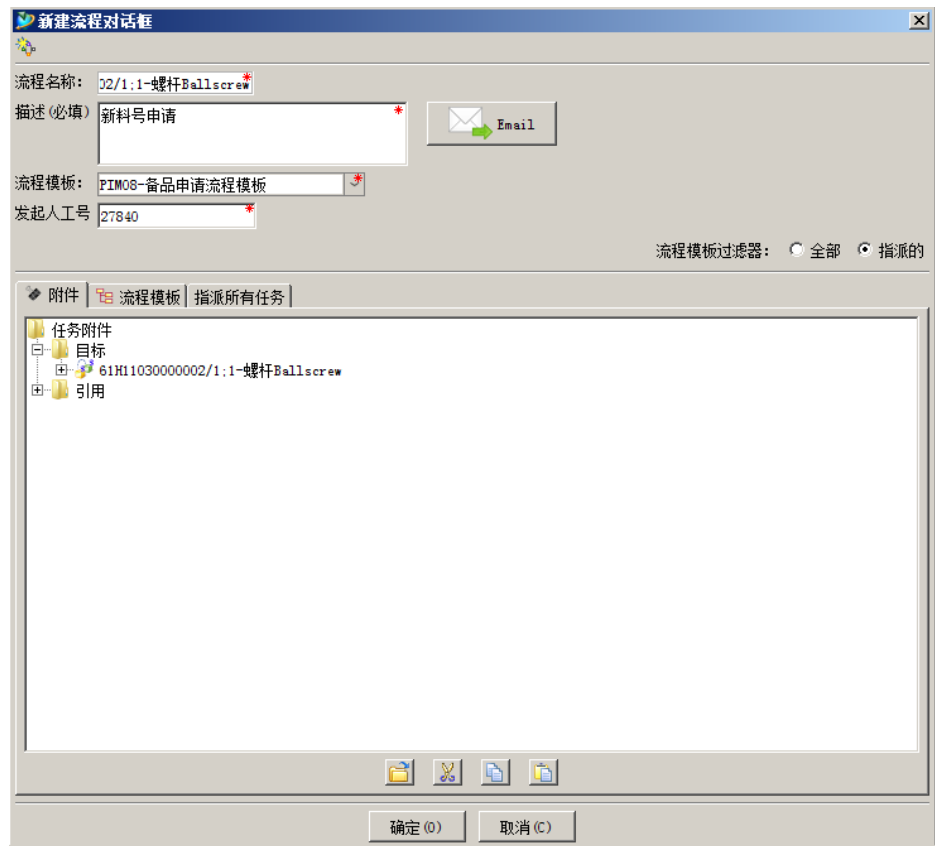 新建流程对话框
流程名称: 02/1;1-螺杆Ballscrew*
描述(必填) 新料号申请 *
Email
流程模板: PIM08-备品申请流程模板 *
发起人工号 27840 *
流程模板过滤器: 全部 指派的
附件 流程模板 指派所有任务
任务附件
目标
61H11030000002/1;1-螺杆Ballscrew
引用
确定(O) 取消(C)